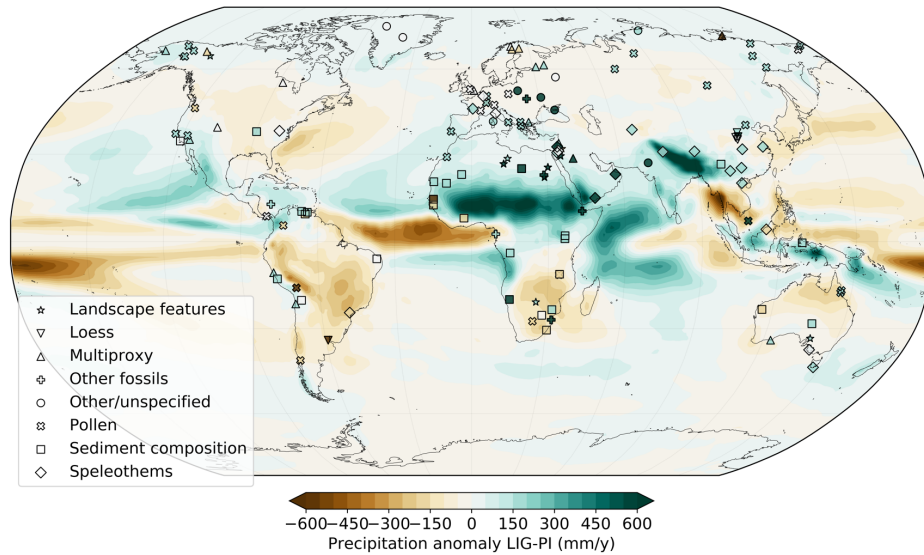 Landscape features
Loess
Multiproxy
Other fossils
Other/unspecified
Pollen
Sediment composition
Speleothems
−600−450−300−150 0 150 300 450 600
Precipitation anomaly LIG-PI (mm/y)